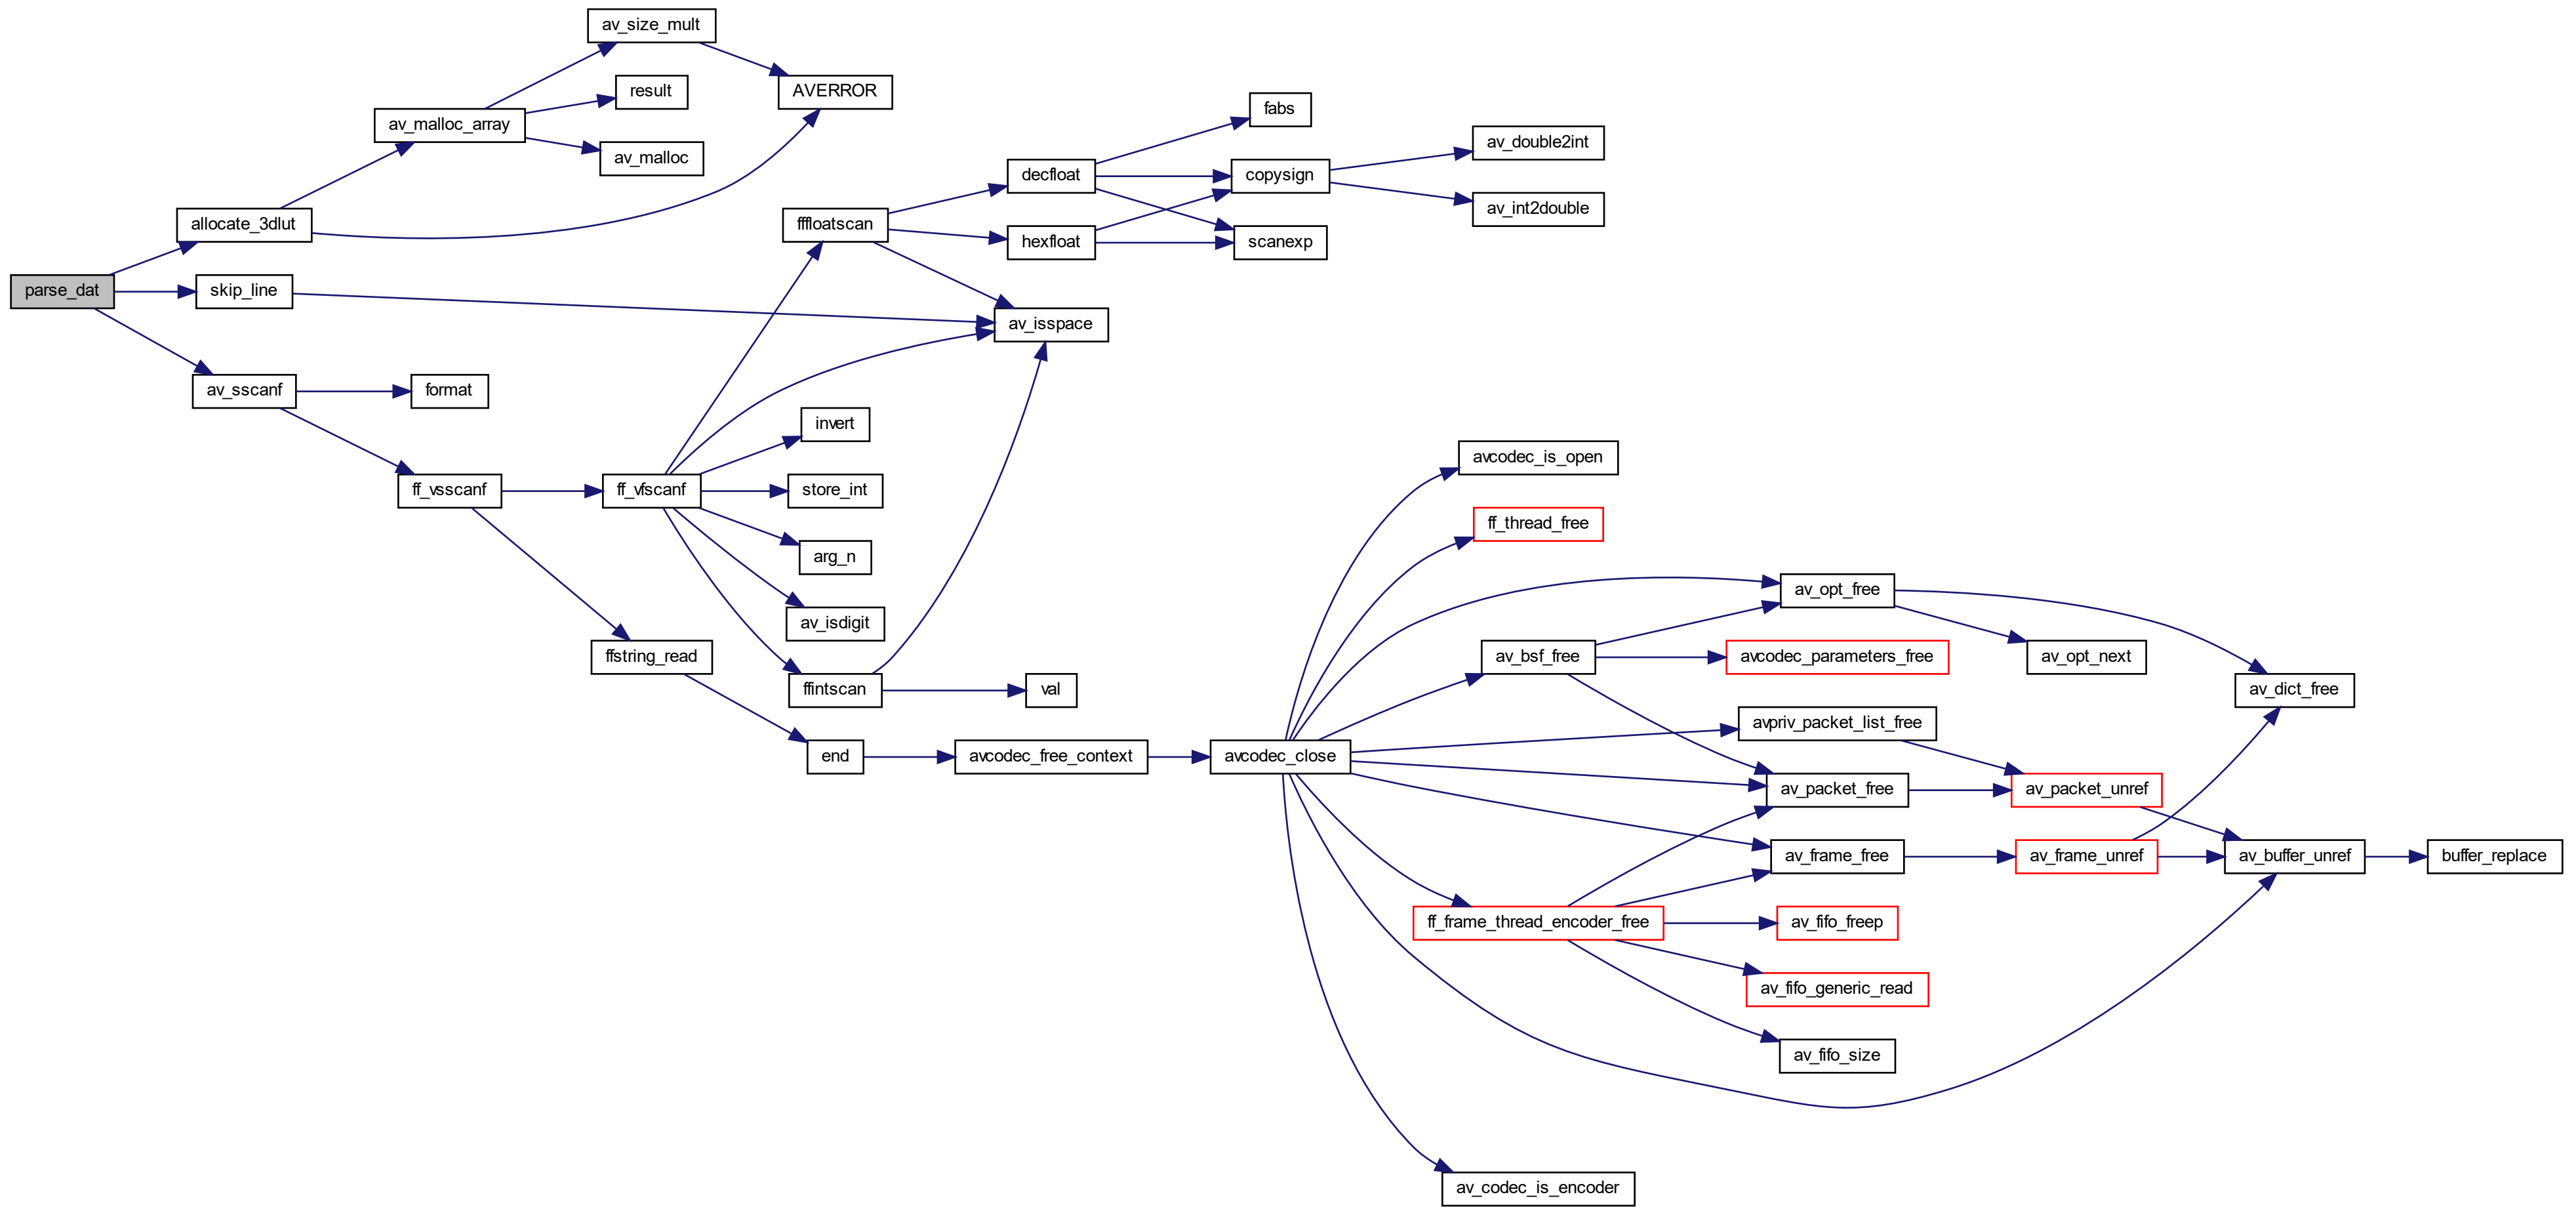 parse_dat
allocate_3dlut
skip_line
av_sscanf
av_malloc_array
format
ff_vsscanf
av_size_mult
result
av_malloc
ff_vfscanf
ffstring_read
AVERROR
fffloatscan
invert
store_int
arg_n
av_isdigit
ffintscan
end
decfloat
hexfloat
av_isspace
val
avcodec_free_context
fabs
copysign
scanexp
avcodec_close
av_double2int
av_int2double
avcodec_is_open
ff_thread_free
av_bsf_free
ff_frame_thread_encoder_free
av_codec_is_encoder
av_opt_free
avcodec_parameters_free
avpriv_packet_list_free
av_packet_free
av_frame_free
av_fifo_freep
av_fifo_generic_read
av_fifo_size
av_opt_next
av_packet_unref
av_frame_unref
av_dict_free
av_buffer_unref
buffer_replace